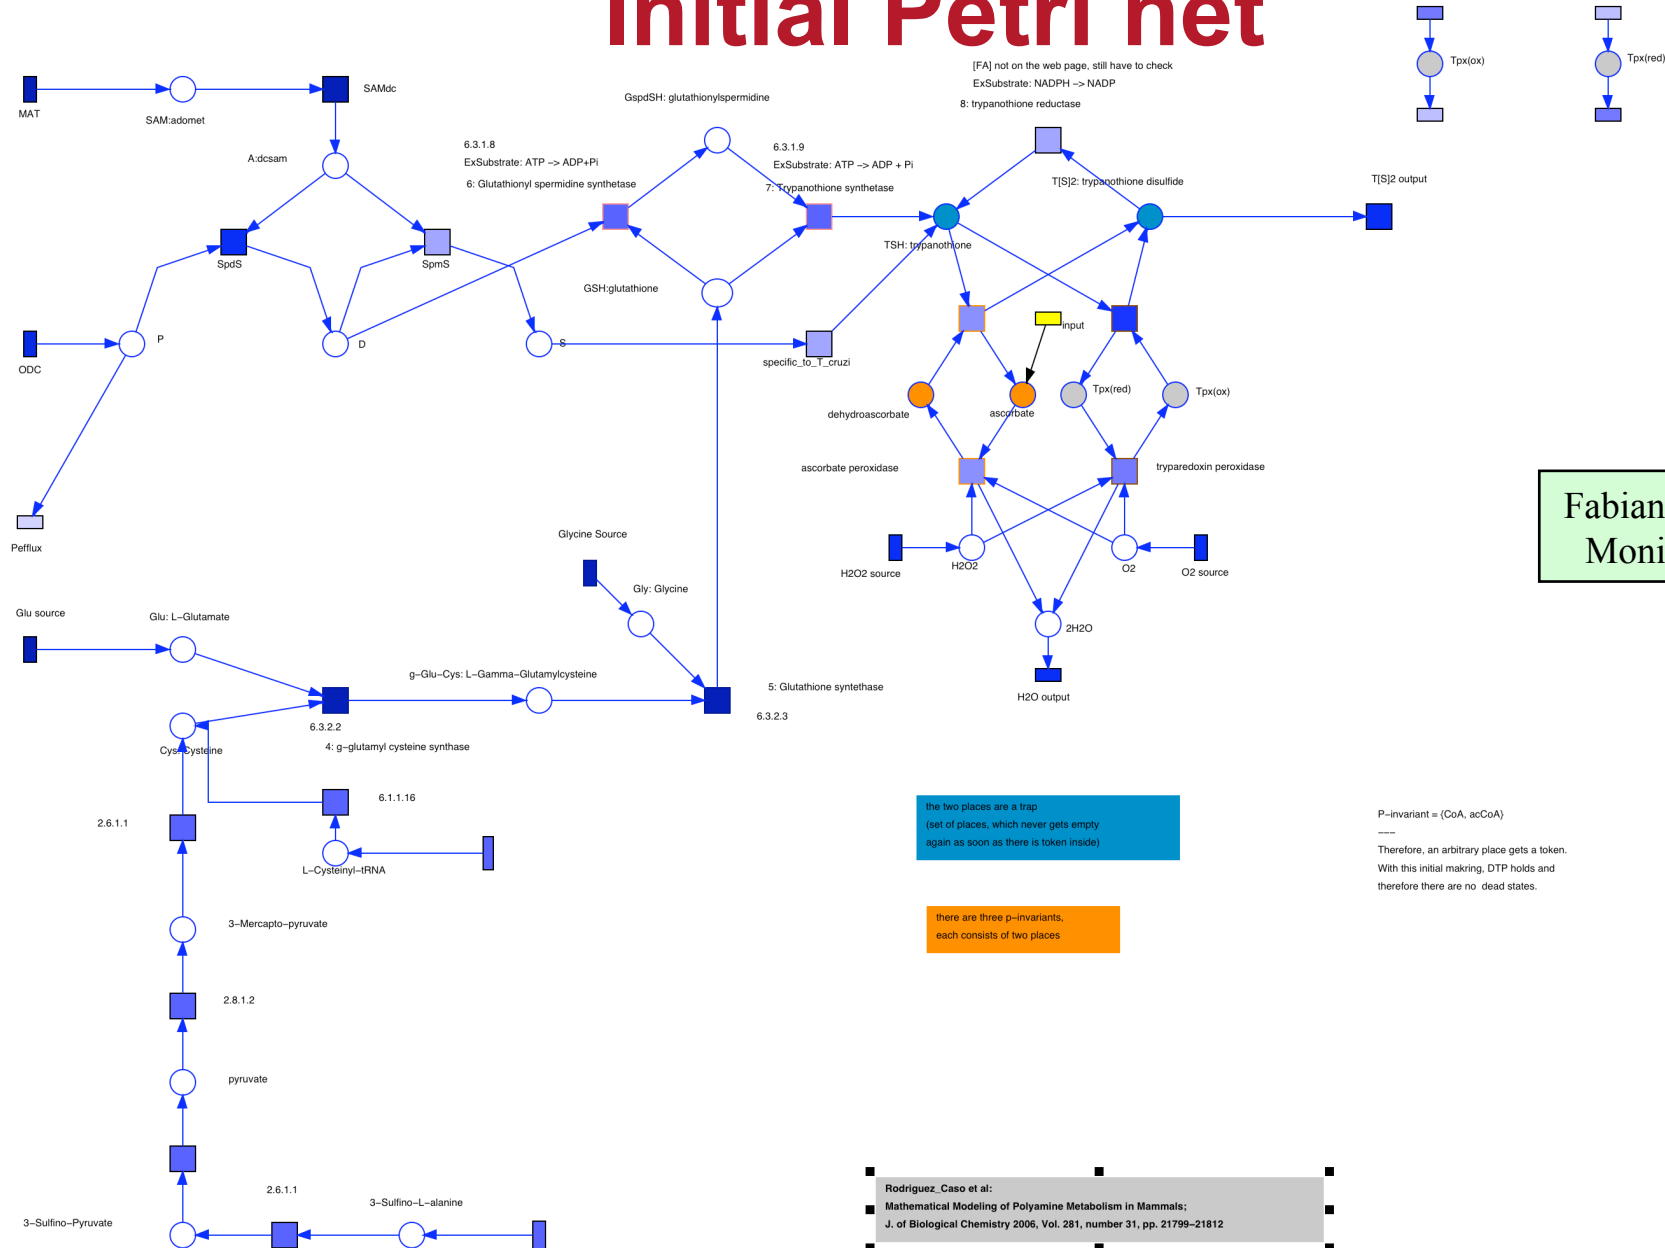 Initial Petri net
[FA] not on the web page, still have to check
ExSubstrate: NADPH −> NADP
8: trypanothione reductase
Tpx(ox)
Tpx(red)
MAT
SAM:adomet
SAMdc
A:dcsam
GspdSH: glutathionylspermidine
6.3.1.8
ExSubstrate: ATP −> ADP+Pi
6: Glutathionyl spermidine synthetase
6.3.1.9
ExSubstrate: ATP −> ADP + Pi
7: Trypanothione synthetase
T[S]2: trypanothione disulfide
T[S]2 output
TSH: trypanothione
SpdS
SpmS
GSH:glutathione
input
ODC
P
D
S
specific_to_T_cruzi
dehydroascorbate
ascorbate
Tpx(red)
Tpx(ox)
ascorbate peroxidase
tryparedoxin peroxidase
Pefflux
Glycine Source
H2O2 source
H2O2
O2
O2 source
Fabian
Moni
Gly: Glycine
Glu source
Glu: L−Glutamate
2H2O
g−Glu−Cys: L−Gamma−Glutamylcysteine
5: Glutathione syntethase
H2O output
6.3.2.3
6.3.2.2
4: g−glutamyl cysteine synthase
Cys: Cysteine
6.1.1.16
2.6.1.1
L−Cysteinyl−tRNA
the two places are a trap
(set of places, which never gets empty
again as soon as there is token inside)
P−invariant = {CoA, acCoA}
−−−
Therefore, an arbitrary place gets a token.
With this initial makring, DTP holds and
therefore there are no dead states.
there are three p−invariants,
each consists of two places
3−Mercapto−pyruvate
2.8.1.2
pyruvate
2.6.1.1
3−Sulfino−L−alanine
3−Sulfino−Pyruvate
Rodriguez_Caso et al:
Mathematical Modeling of Polyamine Metabolism in Mammals;
J. of Biological Chemistry 2006, Vol. 281, number 31, pp. 21799−21812